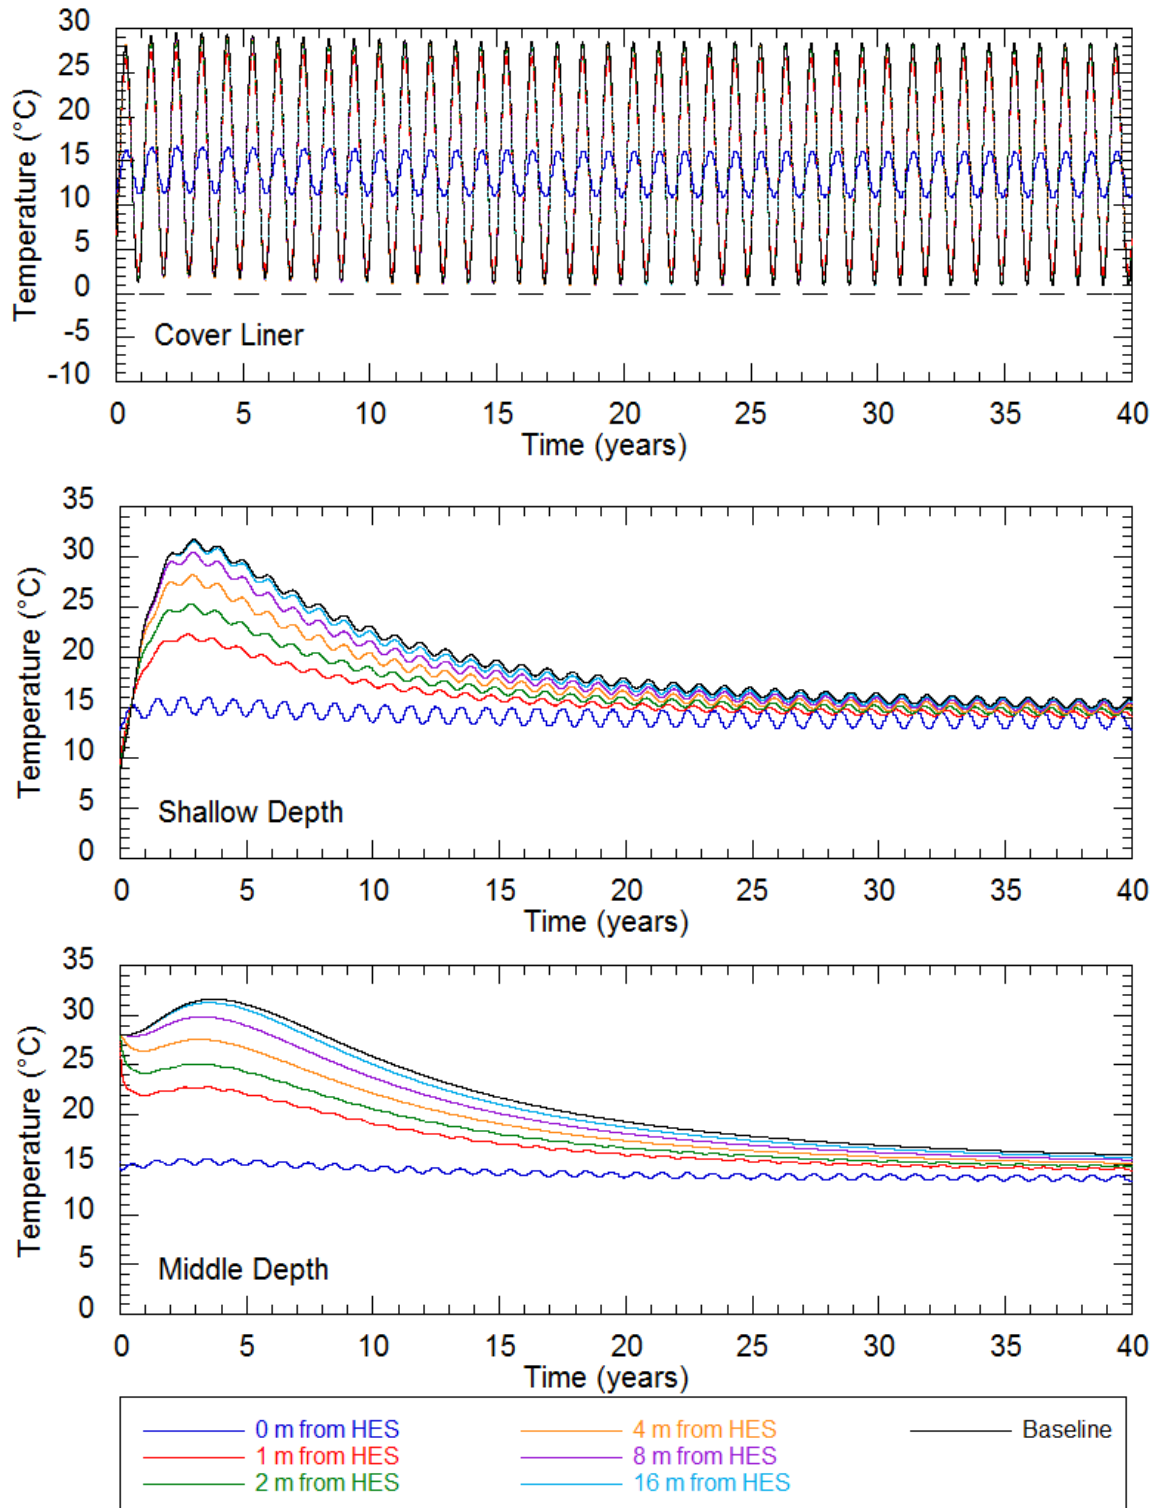 30
25
20
15
10
5
0
-5
-10
Temperature (°C)
Cover Liner
0 5 10 15 20 25 30 35 40
Time (years)
35
30
25
20
15
10
5
0
Temperature (°C)
Shallow Depth
0 5 10 15 20 25 30 35 40
Time (years)
35
30
25
20
15
10
5
0
Temperature (°C)
Middle Depth
0 5 10 15 20 25 30 35 40
Time (years)
0 m from HES 4 m from HES Baseline
1 m from HES 8 m from HES
2 m from HES 16 m from HES